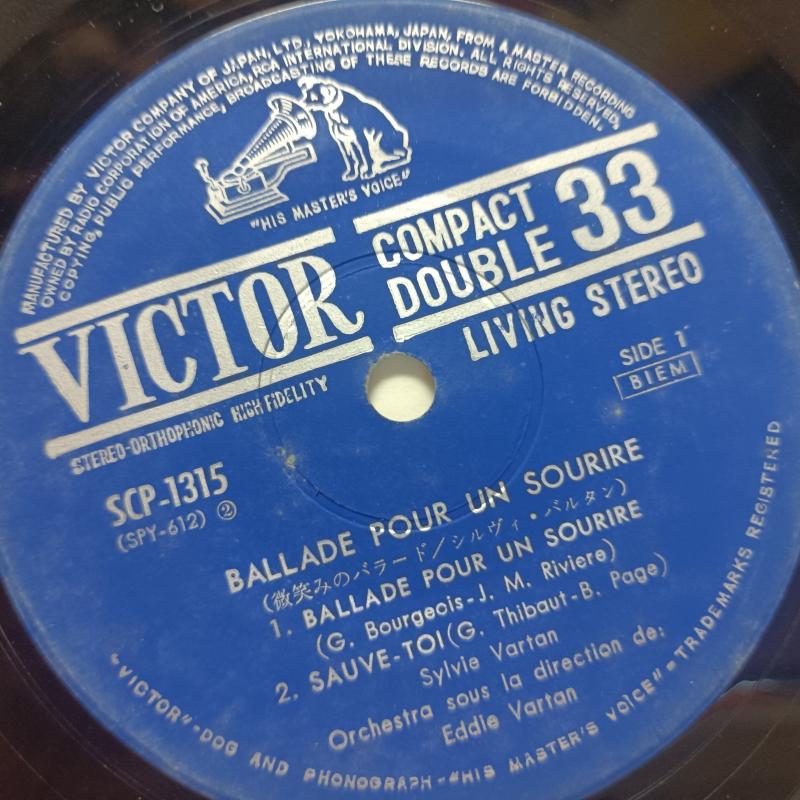 MANUFACTURED BY VICTOR COMPANY OF JAPAN, LTD., YOKOHAMA, JAPAN, FROM A MASTER RECORDING
OWNED BY RADIO CORPORATION OF AMERICA, RCA INTERNATIONAL DIVISION. ALL RIGHTS RESERVED,
COPYING, PUBLIC PERFORMANCE, BROADCASTING OF THESE RECORDS ARE FORBIDDEN.
"HIS MASTER'S VOICE"
VICTOR
COMPACT
DOUBLE 33
LIVING STEREO
STEREO-ORTHOPHONIC HIGH FIDELITY
SIDE 1
BIEM
SCP-1315
(SPY-612) ②
BALLADE POUR UN SOURIRE
(微笑みのバラード/シルヴィ・バルタン)
1. BALLADE POUR UN SOURIRE
(G. Bourgeois-J. M. Riviere)
2. SAUVE-TOI (G. Thibaut-B. Page)
Sylvie Vartan
Orchestra sous la direction de:
Eddie Vartan
"VICTOR"-DOG AND PHONOGRAPH-"HIS MASTER'S VOICE"=TRADEMARKS REGISTERED